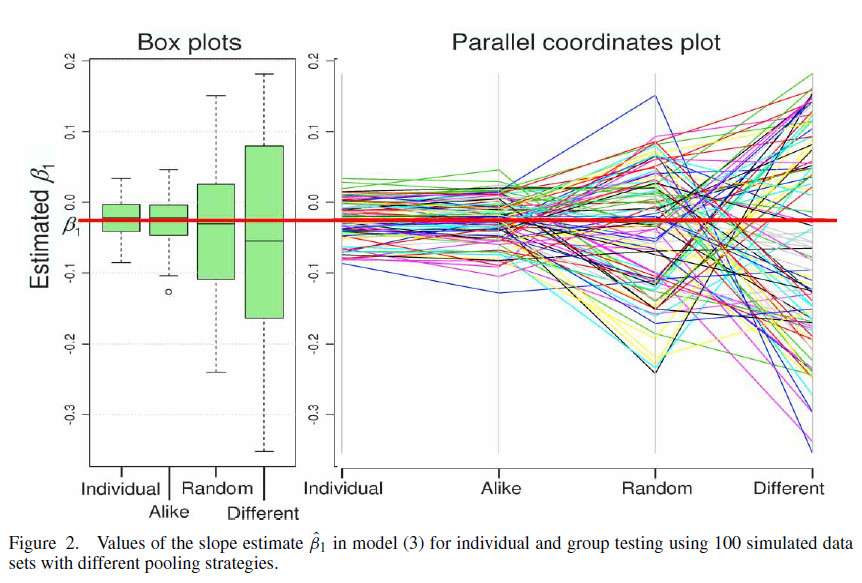 Box plots
Parallel coordinates plot
Estimated β₁
0.2
0.1
0.0
β₁
-0.1
-0.2
-0.3
0.2
0.1
0.0
-0.1
-0.2
-0.3
Individual
Alike
Random
Different
Individual
Alike
Random
Different
Figure 2. Values of the slope estimate β̂₁ in model (3) for individual and group testing using 100 simulated data
sets with different pooling strategies.